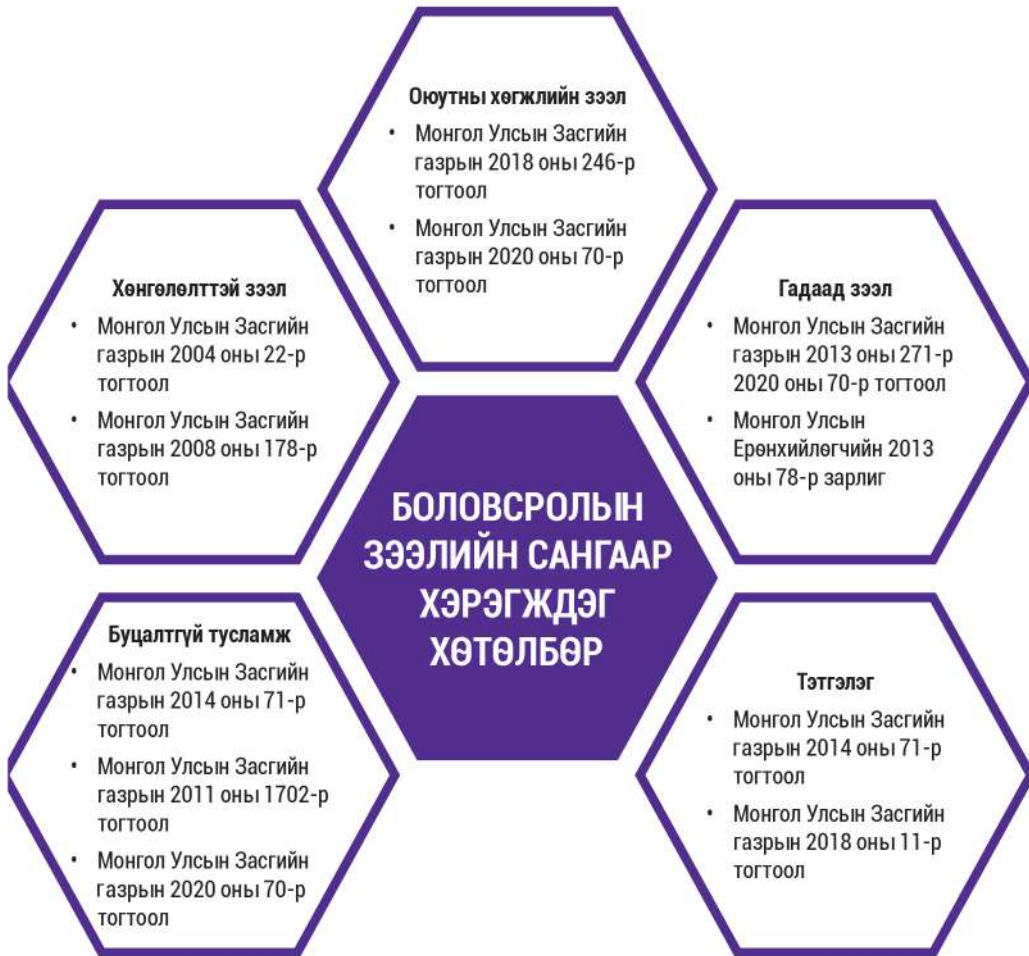 Оюутны хөгжлийн зээл
• Монгол Улсын Засгийн
газрын 2018 оны 246-р
тогтоол
• Монгол Улсын Засгийн
газрын 2020 оны 70-р
тогтоол
Хөнгөлөлттэй зээл
• Монгол Улсын Засгийн
газрын 2004 оны 22-р
тогтоол
• Монгол Улсын Засгийн
газрын 2008 оны 178-р
тогтоол
Гадаад зээл
• Монгол Улсын Засгийн
газрын 2013 оны 271-р
2020 оны 70-р тогтоол
• Монгол Улсын
Ерөнхийлөгчийн 2013
оны 78-р зарлиг
БОЛОВСРОЛЫН
ЗЭЭЛИЙН САНГААР
ХЭРЭГЖДЭГ
ХӨТӨЛБӨР
Буцалтгүй тусламж
• Монгол Улсын Засгийн
газрын 2014 оны 71-р
тогтоол
• Монгол Улсын Засгийн
газрын 2011 оны 1702-р
тогтоол
• Монгол Улсын Засгийн
газрын 2020 оны 70-р
тогтоол
Тэтгэлэг
• Монгол Улсын Засгийн
газрын 2014 оны 71-р
тогтоол
• Монгол Улсын Засгийн
газрын 2018 оны 11-р
тогтоол